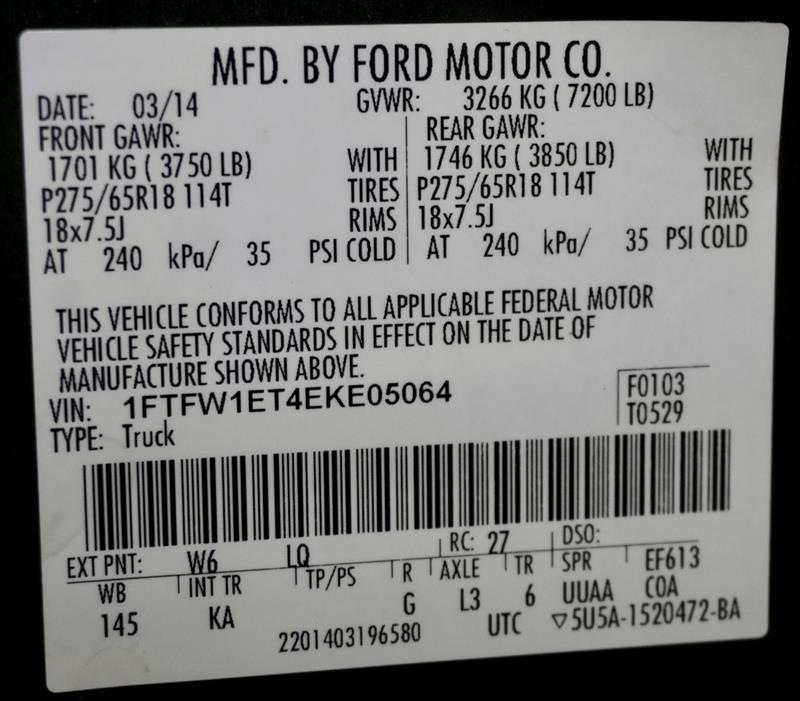 MFD. BY FORD MOTOR CO.
DATE: 03/14 GVWR: 3266 KG ( 7200 LB)
FRONT GAWR: REAR GAWR:
1701 KG ( 3750 LB) WITH 1746 KG ( 3850 LB) WITH
P275/65R18 114T TIRES P275/65R18 114T TIRES
18x7.5J RIMS 18x7.5J RIMS
AT 240 kPa/ 35 PSI COLD AT 240 kPa/ 35 PSI COLD
THIS VEHICLE CONFORMS TO ALL APPLICABLE FEDERAL MOTOR
VEHICLE SAFETY STANDARDS IN EFFECT ON THE DATE OF
MANUFACTURE SHOWN ABOVE.
VIN: 1FTFW1ET4EKE05064 F0103
TYPE: Truck T0529
EXT PNT: W6 LQ RC: 27 DSO:
WB INT TR TP/PS R AXLE TR SPR EF613
145 KA G L3 6 UUAA COA
2201403196580 UTC ▽5U5A-1520472-BA